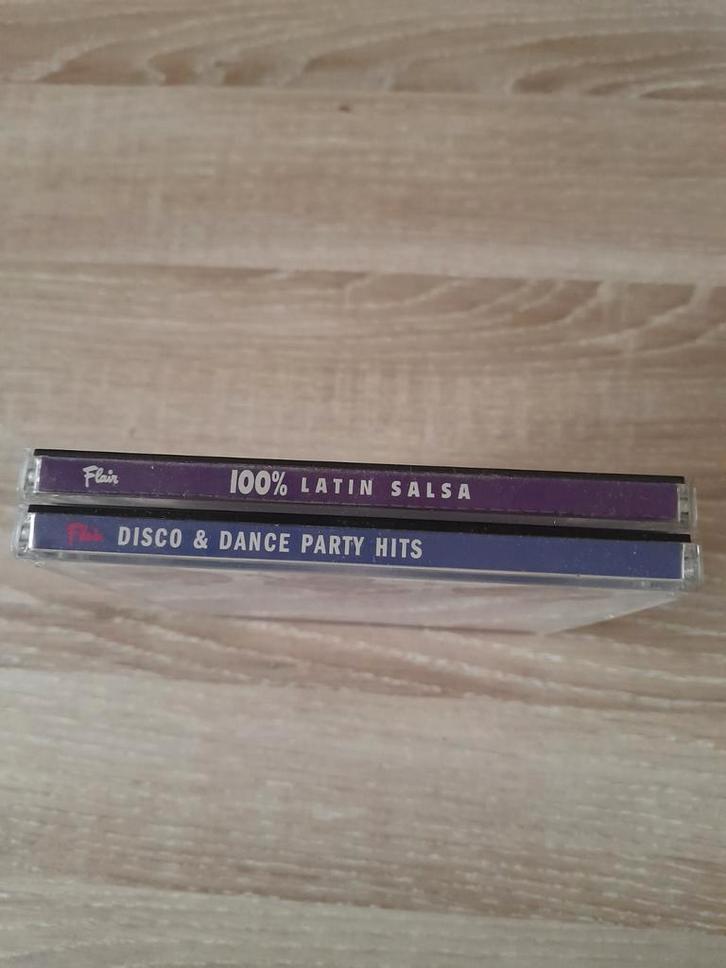 Flair 100% LATIN SALSA
Flair DISCO & DANCE PARTY HITS